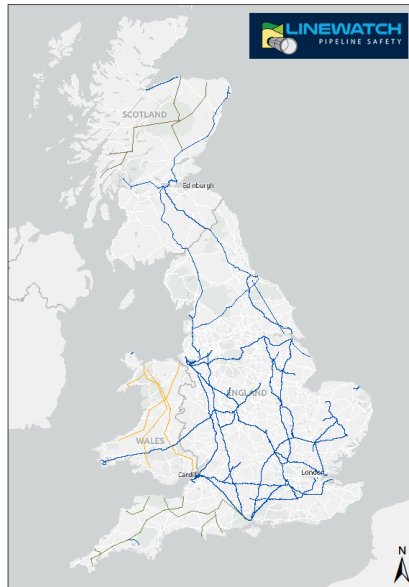 LINEWATCH
PIPELINE SAFETY
SCOTLAND
Edinburgh
ENGLAND
WALES
Cardiff
London
N